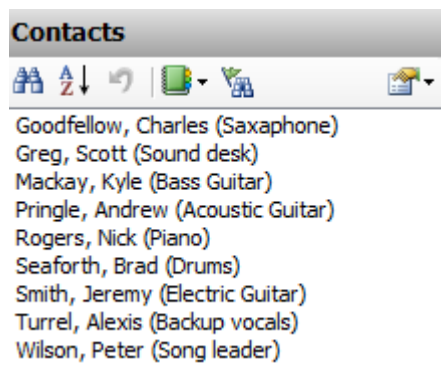 Contacts
A
Z
Goodfellow, Charles (Saxaphone)
Greg, Scott (Sound desk)
Mackay, Kyle (Bass Guitar)
Pringle, Andrew (Acoustic Guitar)
Rogers, Nick (Piano)
Seaforth, Brad (Drums)
Smith, Jeremy (Electric Guitar)
Turrel, Alexis (Backup vocals)
Wilson, Peter (Song leader)